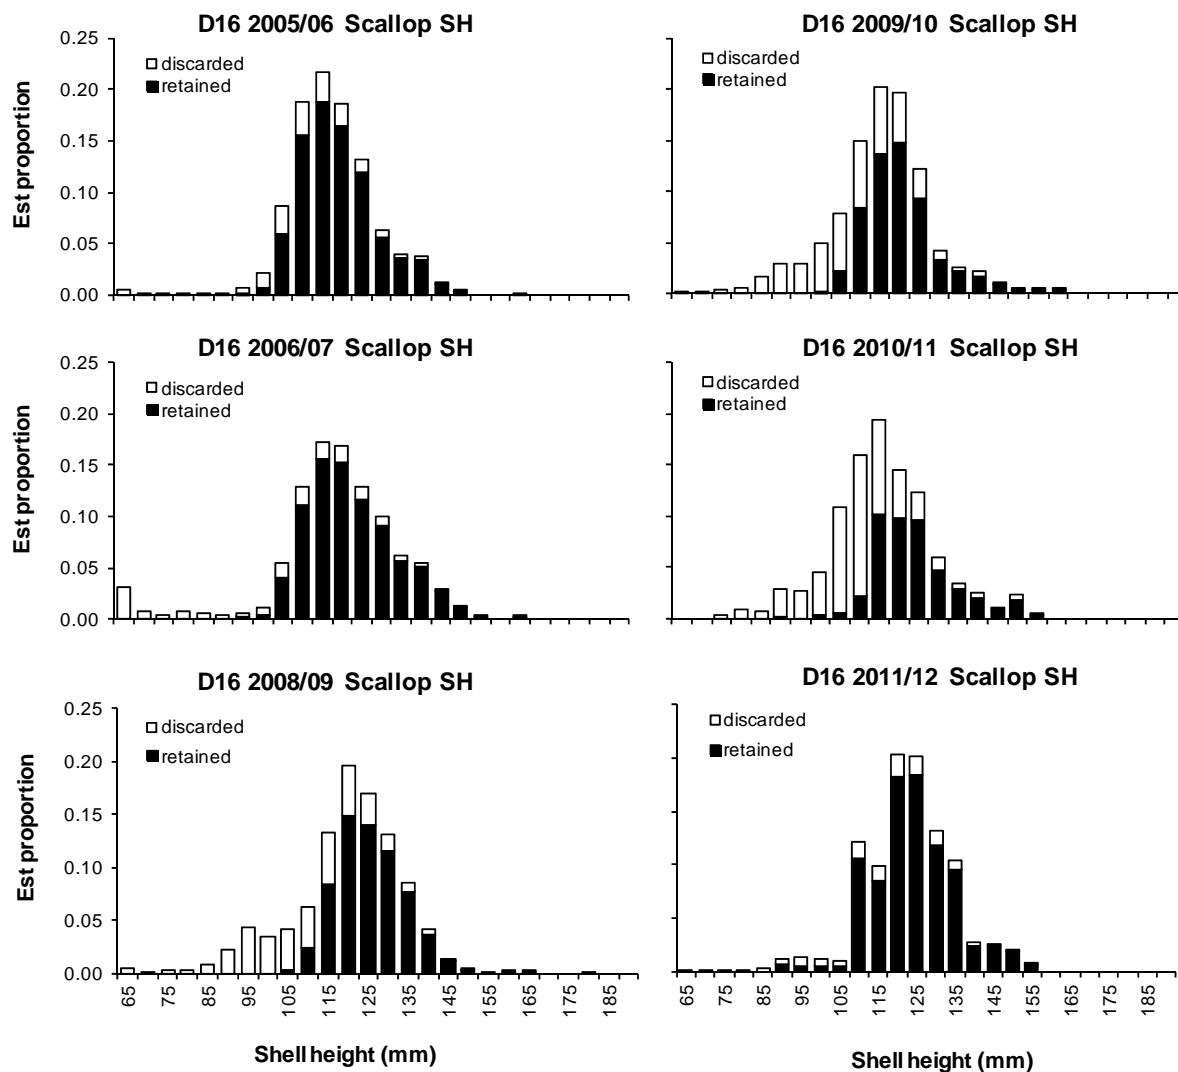 D16 2005/06 Scallop SH
discarded
retained
Est proportion
0.25
0.20
0.15
0.10
0.05
0.00
D16 2009/10 Scallop SH
discarded
retained
D16 2006/07 Scallop SH
discarded
retained
Est proportion
0.25
0.20
0.15
0.10
0.05
0.00
D16 2010/11 Scallop SH
discarded
retained
D16 2008/09 Scallop SH
discarded
retained
Est proportion
0.25
0.20
0.15
0.10
0.05
0.00
65 75 85 95 105 115 125 135 145 155 165 175 185
Shell height (mm)
D16 2011/12 Scallop SH
discarded
retained
65 75 85 95 105 115 125 135 145 155 165 175 185
Shell height (mm)